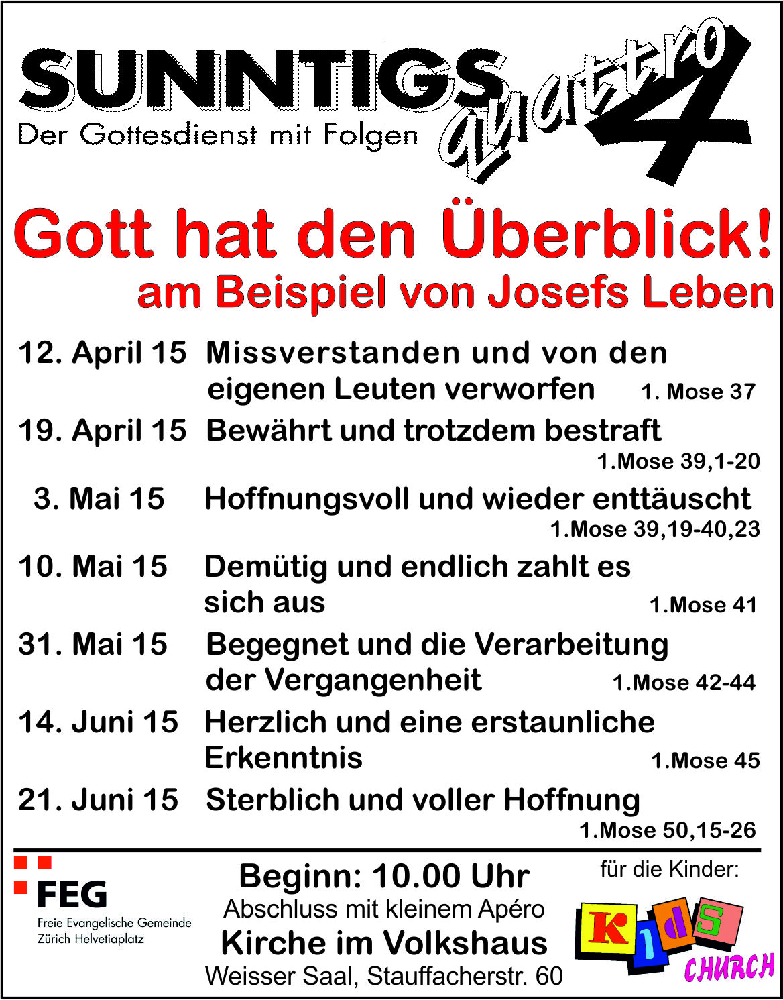 SUNNTIGS quattro 4
Der Gottesdienst mit Folgen
Gott hat den Überblick!
am Beispiel von Josefs Leben
12. April 15 Missverstanden und von den
eigenen Leuten verworfen 1. Mose 37
19. April 15 Bewährt und trotzdem bestraft
1.Mose 39,1-20
3. Mai 15 Hoffnungsvoll und wieder enttäuscht
1.Mose 39,19-40,23
10. Mai 15 Demütig und endlich zahlt es
sich aus 1.Mose 41
31. Mai 15 Begegnet und die Verarbeitung
der Vergangenheit 1.Mose 42-44
14. Juni 15 Herzlich und eine erstaunliche
Erkenntnis 1.Mose 45
21. Juni 15 Sterblich und voller Hoffnung
1.Mose 50,15-26
FEG
Freie Evangelische Gemeinde
Zürich Helvetiaplatz
Beginn: 10.00 Uhr
Abschluss mit kleinem Apéro
Kirche im Volkshaus
Weisser Saal, Stauffacherstr. 60
für die Kinder:
KIdS
CHURCH